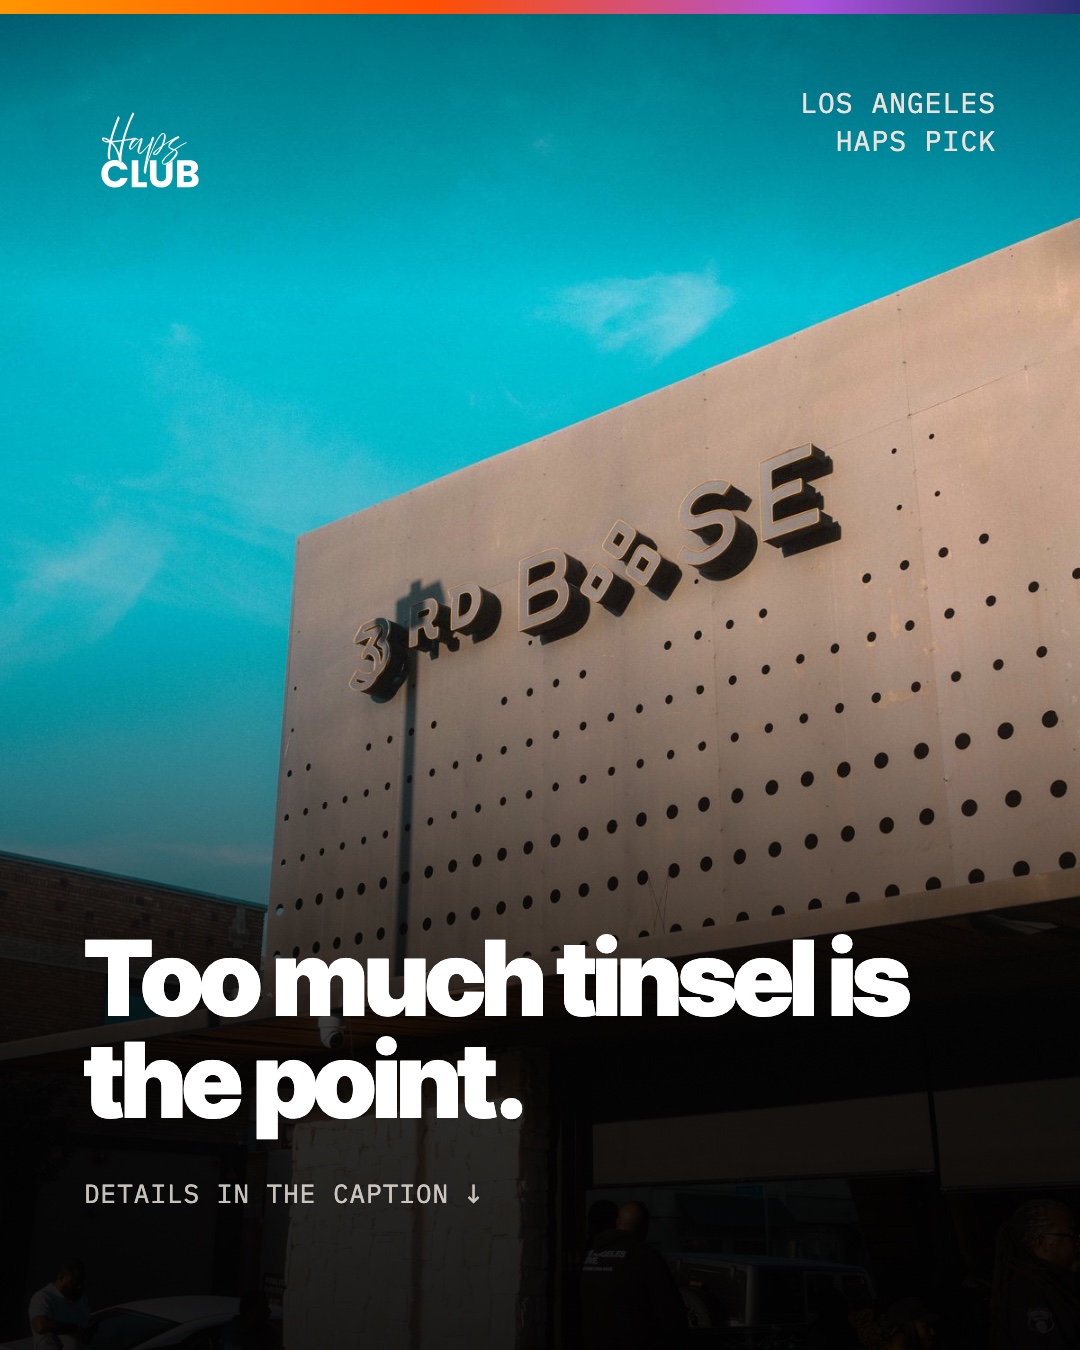 LOS ANGELES
HAPS PICK
Haps
CLUB
3RD BASE
Too much tinsel is
the point.
DETAILS IN THE CAPTION ↓